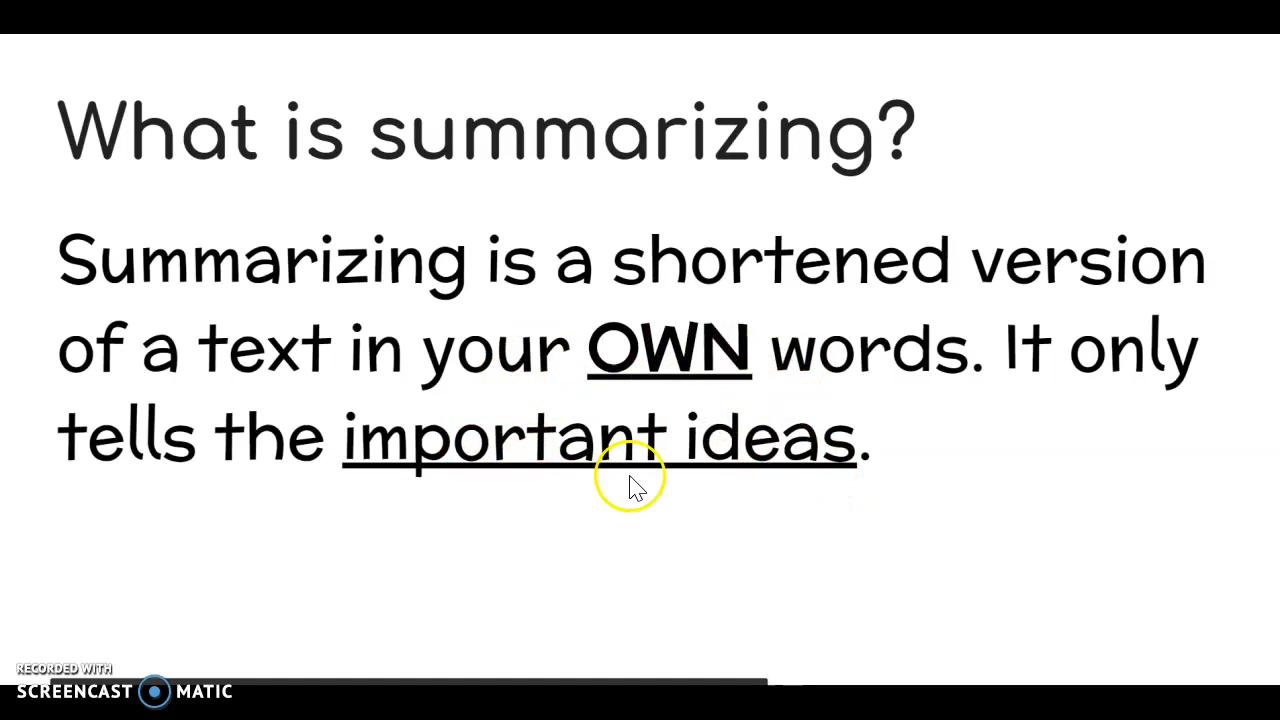 What is summarizing?
Summarizing is a shortened version
of a text in your OWN words. It only
tells the important ideas.
RECORDED WITH
SCREENCAST MATIC